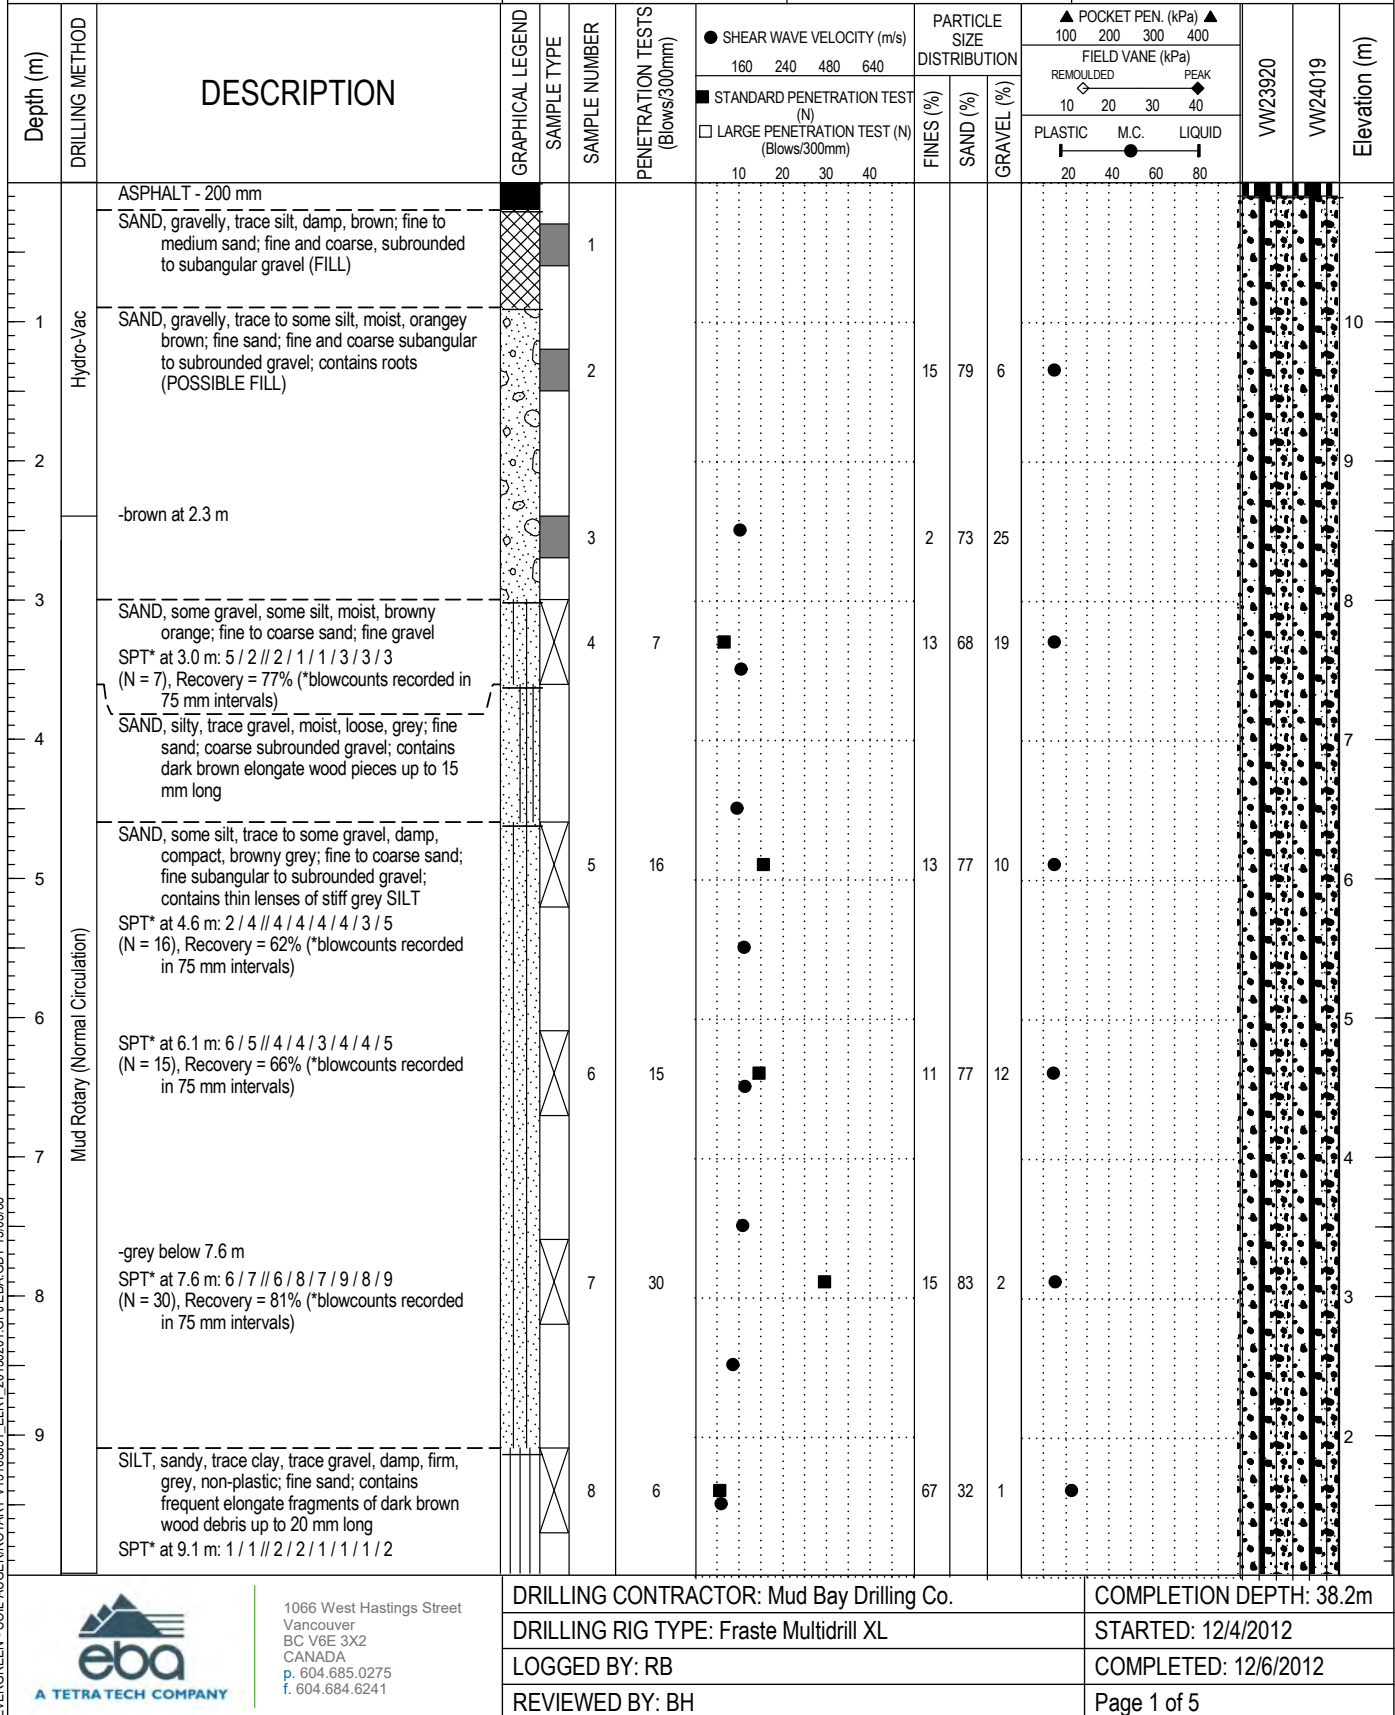 Depth (m)
DRILLING METHOD
DESCRIPTION
GRAPHICAL LEGEND
SAMPLE TYPE
SAMPLE NUMBER
PENETRATION TESTS
(Blows/300mm)
● SHEAR WAVE VELOCITY (m/s)
160 240 480 640
■ STANDARD PENETRATION TEST
(N)
□ LARGE PENETRATION TEST (N)
(Blows/300mm)
10 20 30 40
PARTICLE
SIZE
DISTRIBUTION
FINES (%)
SAND (%)
GRAVEL (%)
▲ POCKET PEN. (kPa) ▲
100 200 300 400
FIELD VANE (kPa)
REMOULDED PEAK
10 20 30 40
PLASTIC M.C. LIQUID
20 40 60 80
VW23920
VW24019
Elevation (m)
Hydro-Vac
Mud Rotary (Normal Circulation)
ASPHALT - 200 mm
SAND, gravelly, trace silt, damp, brown; fine to
medium sand; fine and coarse, subrounded
to subangular gravel (FILL)
1
1
SAND, gravelly, trace to some silt, moist, orangey
brown; fine sand; fine and coarse subangular
to subrounded gravel; contains roots
(POSSIBLE FILL)
10
2 15 79 6
2
9
-brown at 2.3 m
3 2 73 25
3
8
SAND, some gravel, some silt, moist, browny
orange; fine to coarse sand; fine gravel
SPT* at 3.0 m: 5 / 2 // 2 / 1 / 1 / 3 / 3 / 3
(N = 7), Recovery = 77% (*blowcounts recorded in
75 mm intervals)
4 7 13 68 19
SAND, silty, trace gravel, moist, loose, grey; fine
sand; coarse subrounded gravel; contains
dark brown elongate wood pieces up to 15
mm long
4
7
SAND, some silt, trace to some gravel, damp,
compact, browny grey; fine to coarse sand;
fine subangular to subrounded gravel;
contains thin lenses of stiff grey SILT
5 16 13 77 10
5
6
SPT* at 4.6 m: 2 / 4 // 4 / 4 / 4 / 4 / 3 / 5
(N = 16), Recovery = 62% (*blowcounts recorded
in 75 mm intervals)
6
5
SPT* at 6.1 m: 6 / 5 // 4 / 4 / 3 / 4 / 4 / 5
(N = 15), Recovery = 66% (*blowcounts recorded
in 75 mm intervals)
6 15 11 77 12
7
4
-grey below 7.6 m
SPT* at 7.6 m: 6 / 7 // 6 / 8 / 7 / 9 / 8 / 9
(N = 30), Recovery = 81% (*blowcounts recorded
in 75 mm intervals)
7 30 15 83 2
8
3
9
2
SILT, sandy, trace clay, trace gravel, damp, firm,
grey, non-plastic; fine sand; contains
frequent elongate fragments of dark brown
wood debris up to 20 mm long
8 6 67 32 1
SPT* at 9.1 m: 1 / 1 // 2 / 2 / 1 / 1 / 1 / 2
eba
A TETRA TECH COMPANY
1066 West Hastings Street
Vancouver
BC V6E 3X2
CANADA
p. 604.685.0275
f. 604.684.6241
DRILLING CONTRACTOR: Mud Bay Drilling Co.
DRILLING RIG TYPE: Fraste Multidrill XL
LOGGED BY: RB
REVIEWED BY: BH
COMPLETION DEPTH: 38.2m
STARTED: 12/4/2012
COMPLETED: 12/6/2012
Page 1 of 5